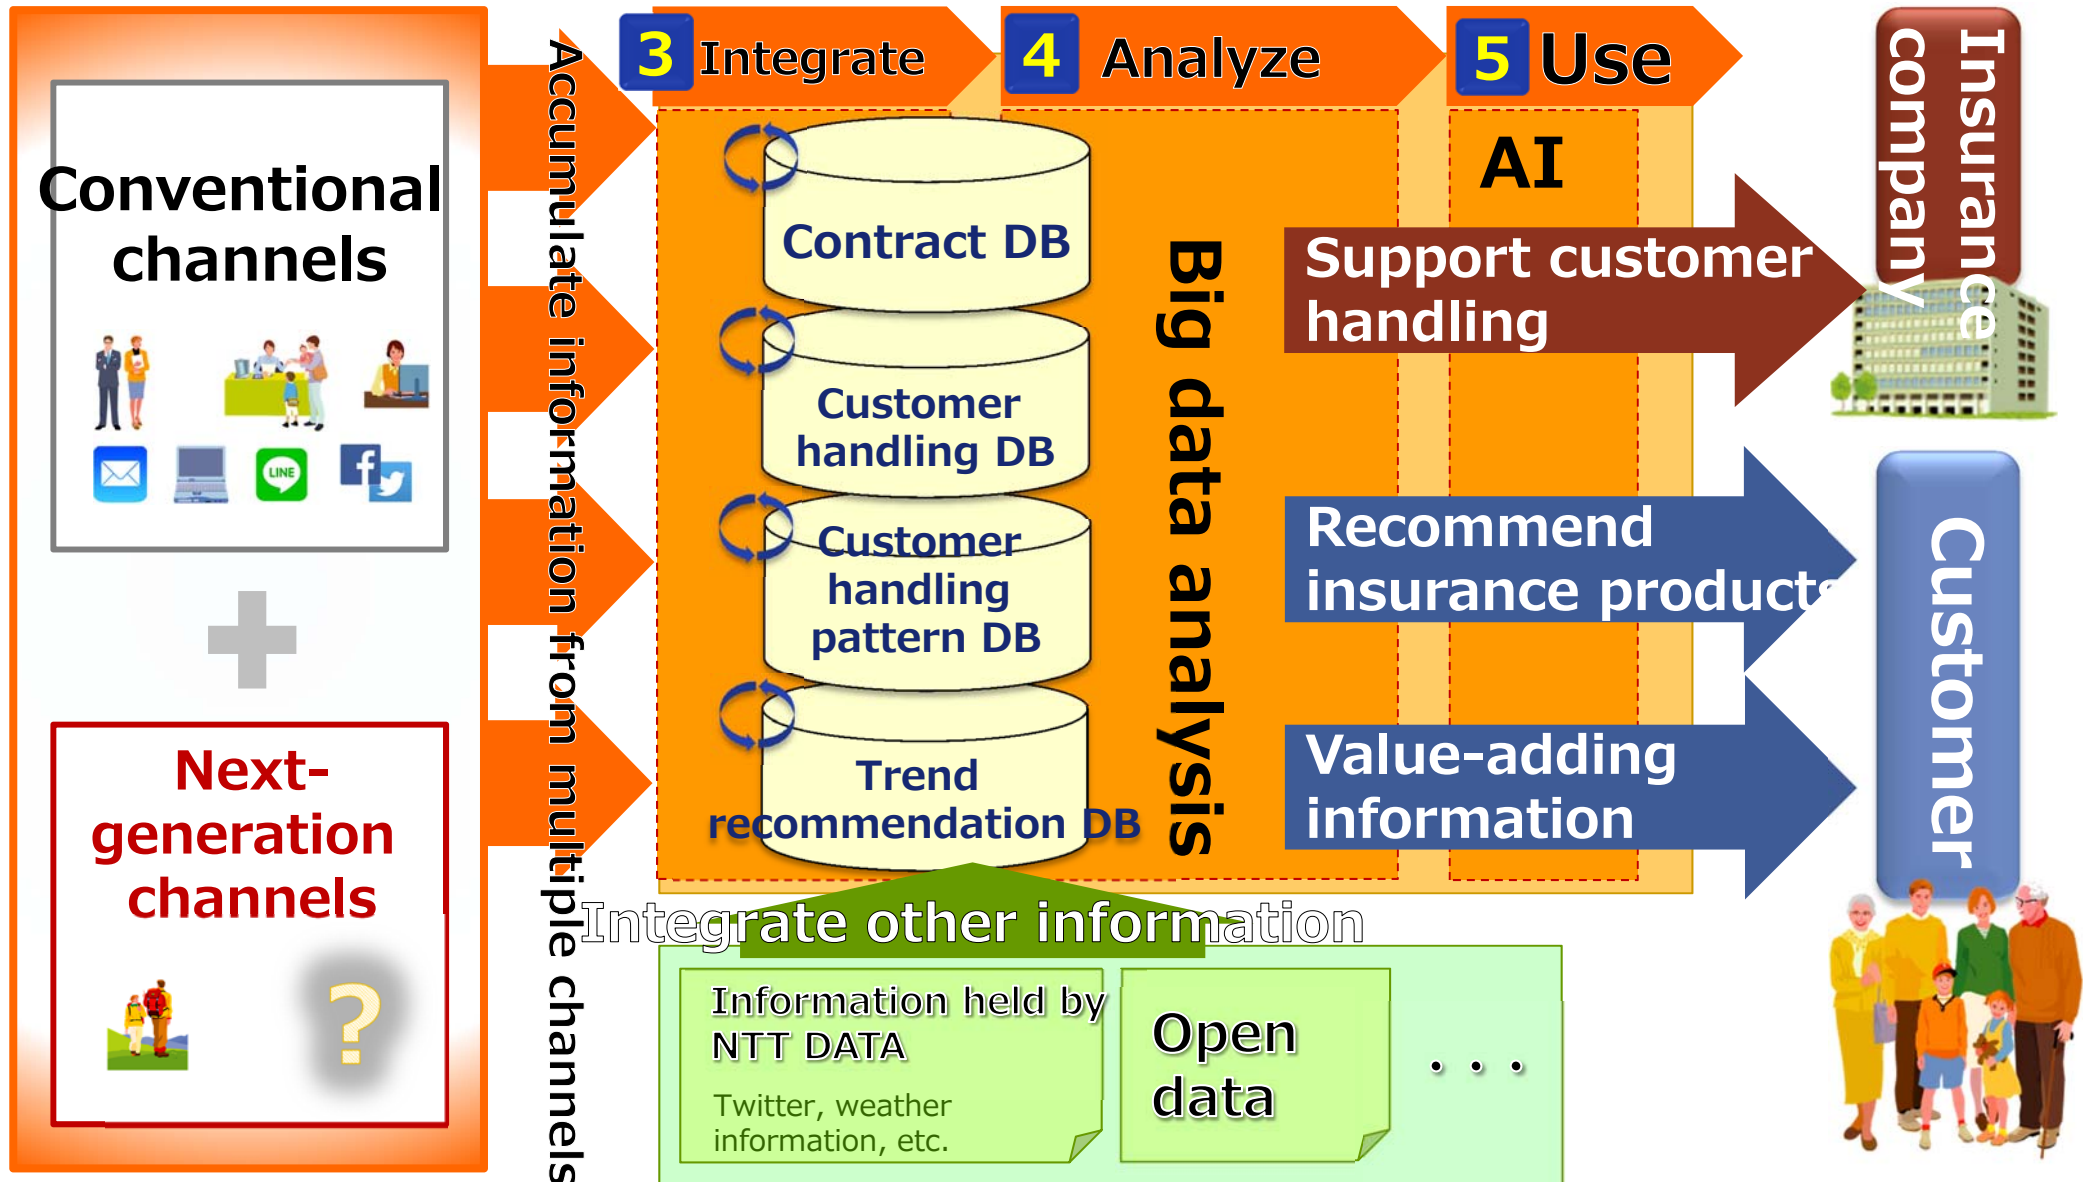 Conventional
channels
LINE
Next-
generation
channels
?
Accumulate information from multiple channels
3 Integrate
4 Analyze
5 Use
Contract DB
Customer
handling DB
Customer
handling
pattern DB
Trend
recommendation DB
Big data analysis
AI
Support customer
handling
Recommend
insurance products
Value-adding
information
Insurance
company
Customer
Integrate other information
Information held by
NTT DATA
Twitter, weather
information, etc.
Open
data
...